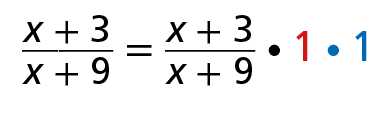 (x + 3)/(x + 9) = (x + 3)/(x + 9) • 1 • 1